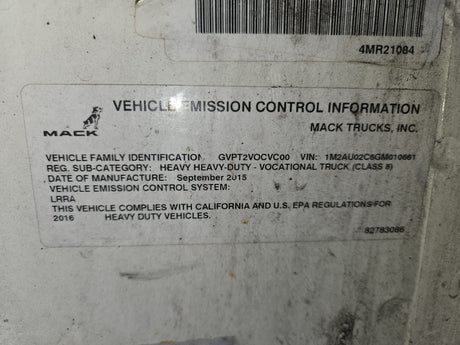 4MR21084
MACK
VEHICLE EMISSION CONTROL INFORMATION
MACK TRUCKS, INC.
VEHICLE FAMILY IDENTIFICATION GVPT2VOCVC00 VIN: 1M2AU02C6GM010661
REG. SUB-CATEGORY: HEAVY HEAVY-DUTY - VOCATIONAL TRUCK (CLASS 8)
DATE OF MANUFACTURE: September 2015
VEHICLE EMISSION CONTROL SYSTEM:
LRRA
THIS VEHICLE COMPLIES WITH CALIFORNIA AND U.S. EPA REGULATIONS FOR
2016 HEAVY DUTY VEHICLES.
82783086